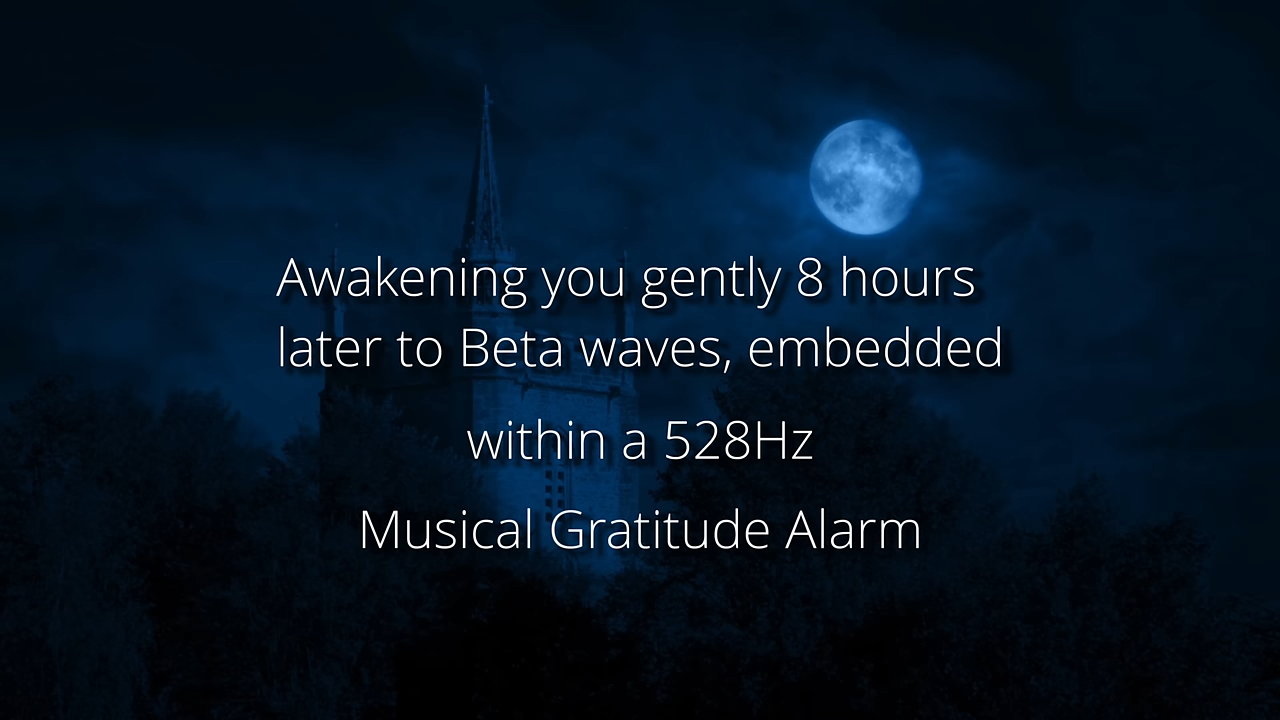 Awakening you gently 8 hours
later to Beta waves, embedded
within a 528Hz
Musical Gratitude Alarm